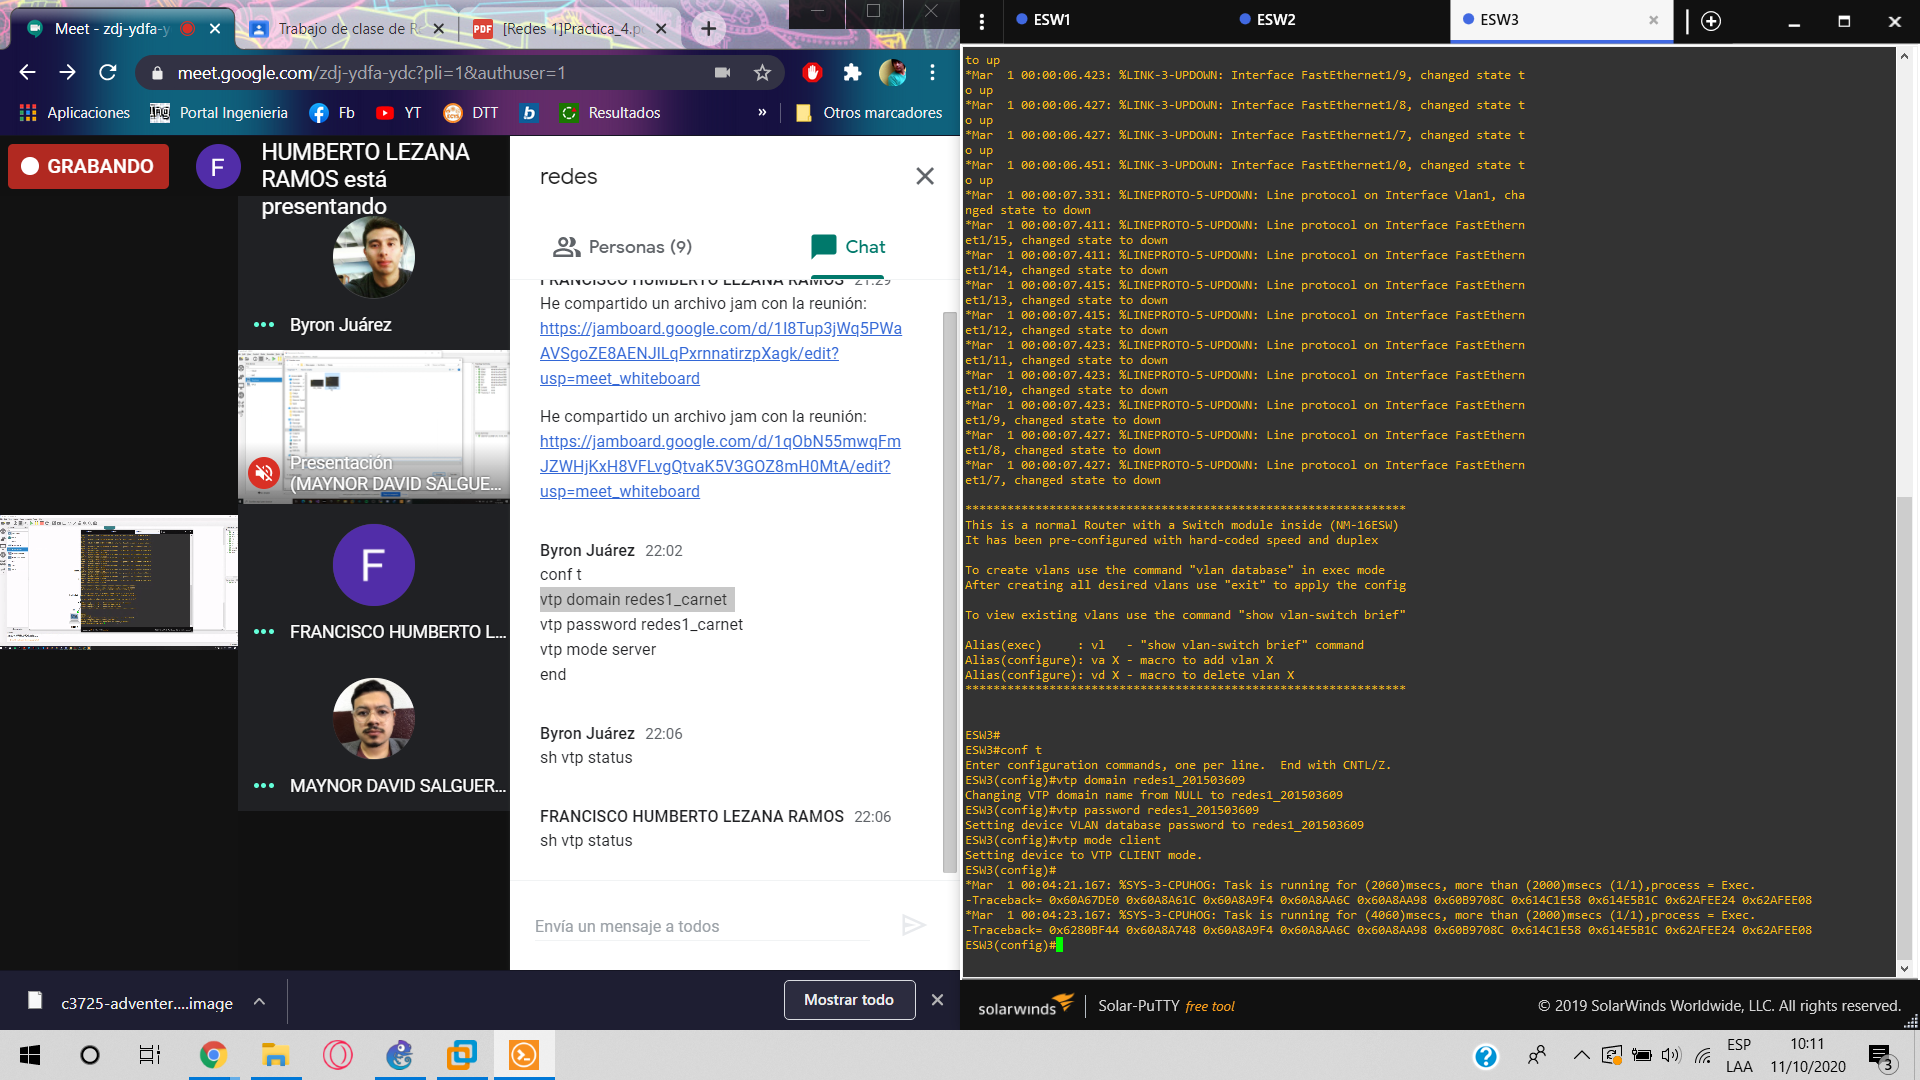 Meet - zdj-ydfa-y
Trabajo de clase de R
[Redes 1]Practica_4.p
meet.google.com/zdj-ydfa-ydc?pli=1&authuser=1
Aplicaciones
Portal Ingenieria
Fb
YT
DTT
Resultados
»
Otros marcadores
GRABANDO
F
HUMBERTO LEZANA
RAMOS está
presentando
Byron Juárez
Presentación
(MAYNOR DAVID SALGUE...
F
FRANCISCO HUMBERTO L...
MAYNOR DAVID SALGUER...
redes
Personas (9)
Chat
FRANCISCO HUMBERTO LEZANA RAMOS 21:29
He compartido un archivo jam con la reunión:
https://jamboard.google.com/d/1I8Tup3jWq5PWa
AVSgoZE8AENJlLqPxrnnatirzpXagk/edit?
usp=meet_whiteboard
He compartido un archivo jam con la reunión:
https://jamboard.google.com/d/1qObN55mwqFm
JZWHjKxH8VFLvgQtvaK5V3GOZ8mH0MtA/edit?
usp=meet_whiteboard
Byron Juárez 22:02
conf t
vtp domain redes1_carnet
vtp password redes1_carnet
vtp mode server
end
Byron Juárez 22:06
sh vtp status
FRANCISCO HUMBERTO LEZANA RAMOS 22:06
sh vtp status
Envía un mensaje a todos
c3725-adventer....image
Mostrar todo
ESW1
ESW2
ESW3
to up
*Mar  1 00:00:06.423: %LINK-3-UPDOWN: Interface FastEthernet1/9, changed state t
o up
*Mar  1 00:00:06.427: %LINK-3-UPDOWN: Interface FastEthernet1/8, changed state t
o up
*Mar  1 00:00:06.427: %LINK-3-UPDOWN: Interface FastEthernet1/7, changed state t
o up
*Mar  1 00:00:06.451: %LINK-3-UPDOWN: Interface FastEthernet1/0, changed state t
o up
*Mar  1 00:00:07.331: %LINEPROTO-5-UPDOWN: Line protocol on Interface Vlan1, cha
nged state to down
*Mar  1 00:00:07.411: %LINEPROTO-5-UPDOWN: Line protocol on Interface FastEthern
et1/15, changed state to down
*Mar  1 00:00:07.411: %LINEPROTO-5-UPDOWN: Line protocol on Interface FastEthern
et1/14, changed state to down
*Mar  1 00:00:07.415: %LINEPROTO-5-UPDOWN: Line protocol on Interface FastEthern
et1/13, changed state to down
*Mar  1 00:00:07.415: %LINEPROTO-5-UPDOWN: Line protocol on Interface FastEthern
et1/12, changed state to down
*Mar  1 00:00:07.423: %LINEPROTO-5-UPDOWN: Line protocol on Interface FastEthern
et1/11, changed state to down
*Mar  1 00:00:07.423: %LINEPROTO-5-UPDOWN: Line protocol on Interface FastEthern
et1/10, changed state to down
*Mar  1 00:00:07.423: %LINEPROTO-5-UPDOWN: Line protocol on Interface FastEthern
et1/9, changed state to down
*Mar  1 00:00:07.427: %LINEPROTO-5-UPDOWN: Line protocol on Interface FastEthern
et1/8, changed state to down
*Mar  1 00:00:07.427: %LINEPROTO-5-UPDOWN: Line protocol on Interface FastEthern
et1/7, changed state to down
***************************************************************
This is a normal Router with a Switch module inside (NM-16ESW)
It has been pre-configured with hard-coded speed and duplex
To create vlans use the command "vlan database" in exec mode
After creating all desired vlans use "exit" to apply the config
To view existing vlans use the command "show vlan-switch brief"
Alias(exec)     : vl   - "show vlan-switch brief" command
Alias(configure): va X - macro to add vlan X
Alias(configure): vd X - macro to delete vlan X
***************************************************************
ESW3#
ESW3#conf t
Enter configuration commands, one per line.  End with CNTL/Z.
ESW3(config)#vtp domain redes1_201503609
Changing VTP domain name from NULL to redes1_201503609
ESW3(config)#vtp password redes1_201503609
Setting device VLAN database password to redes1_201503609
ESW3(config)#vtp mode client
Setting device to VTP CLIENT mode.
ESW3(config)#
*Mar  1 00:04:21.167: %SYS-3-CPUHOG: Task is running for (2060)msecs, more than (2000)msecs (1/1),process = Exec.
-Traceback= 0x60A67DE0 0x60A8A61C 0x60A8A9F4 0x60A8AA6C 0x60A8AA98 0x60B9708C 0x614C1E58 0x614E5B1C 0x62AFEE24 0x62AFEE08
*Mar  1 00:04:23.167: %SYS-3-CPUHOG: Task is running for (4060)msecs, more than (2000)msecs (1/1),process = Exec.
-Traceback= 0x6280BF44 0x60A8A748 0x60A8A9F4 0x60A8AA6C 0x60A8AA98 0x60B9708C 0x614C1E58 0x614E5B1C 0x62AFEE24 0x62AFEE08
ESW3(config)#
solarwinds
Solar-PuTTY free tool
© 2019 SolarWinds Worldwide, LLC. All rights reserved.
ESP
LAA
10:11
11/10/2020
3